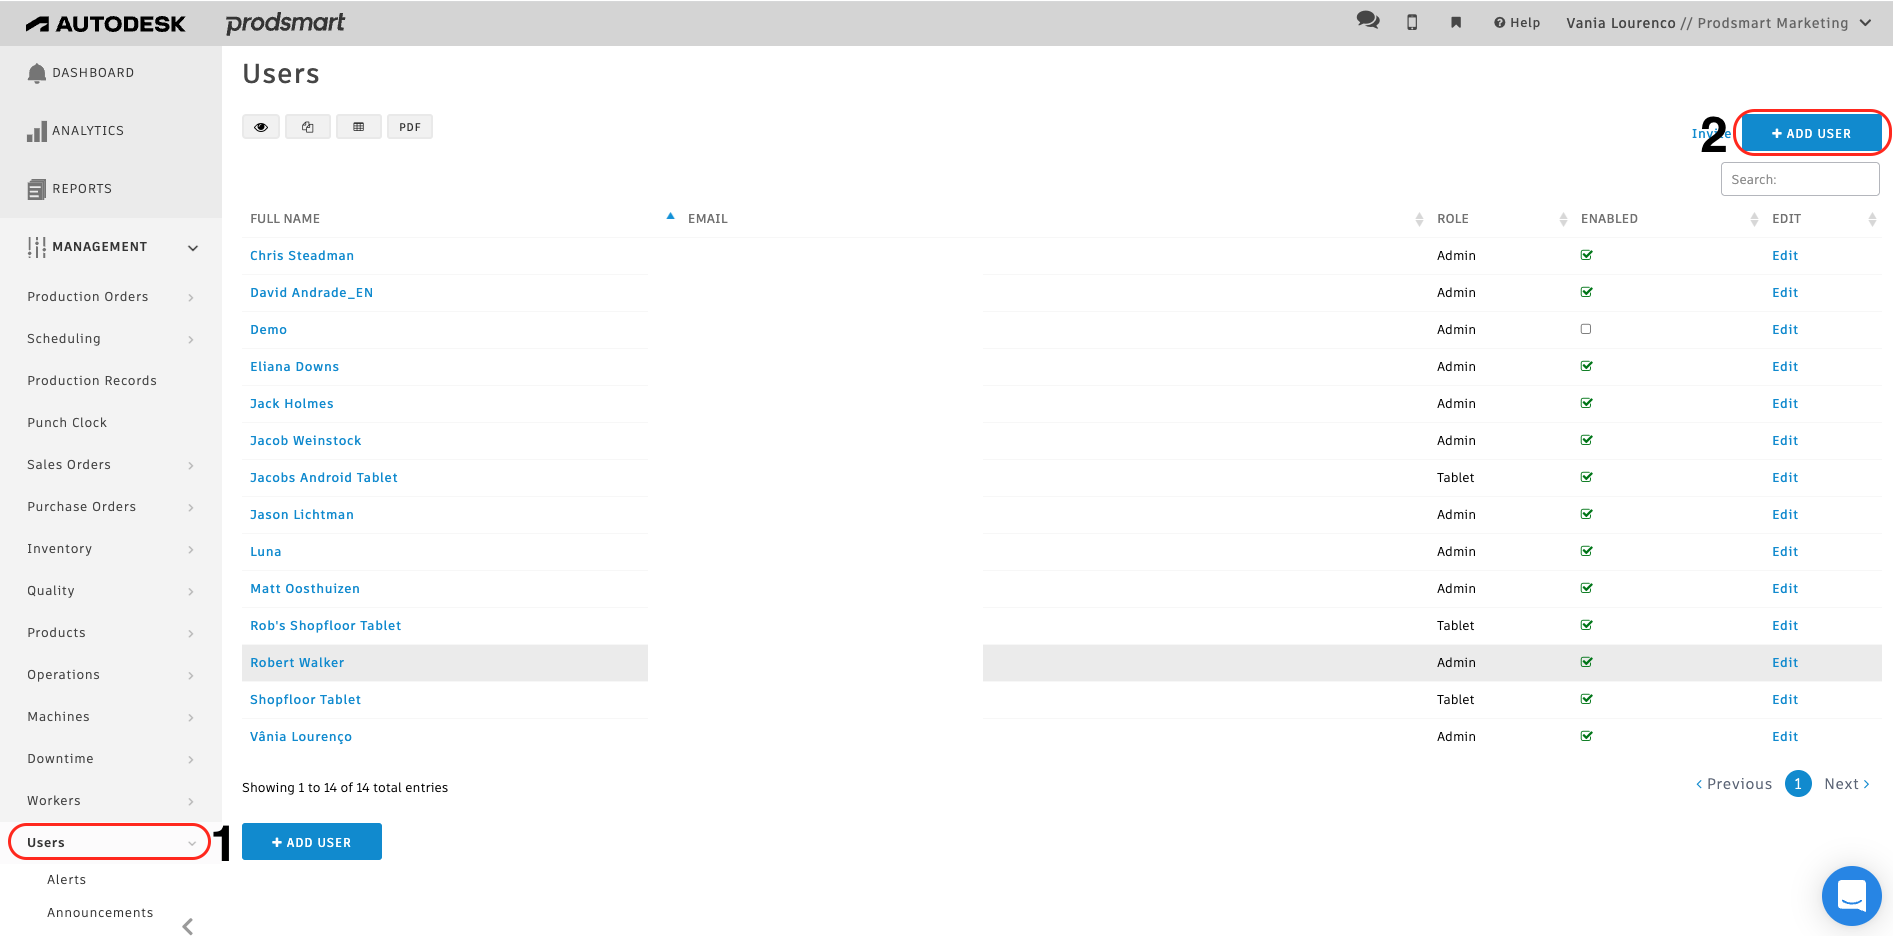 AUTODESK prodsmart Help Vania Lourenco // Prodsmart Marketing
DASHBOARD
ANALYTICS
REPORTS
MANAGEMENT
Production Orders
Scheduling
Production Records
Punch Clock
Sales Orders
Purchase Orders
Inventory
Quality
Products
Operations
Machines
Downtime
Workers
Users 1
Alerts
Announcements
Users
PDF
Invite 2 + ADD USER
Search:
FULL NAME EMAIL ROLE ENABLED EDIT
Chris Steadman Admin Edit
David Andrade_EN Admin Edit
Demo Admin Edit
Eliana Downs Admin Edit
Jack Holmes Admin Edit
Jacob Weinstock Admin Edit
Jacobs Android Tablet Tablet Edit
Jason Lichtman Admin Edit
Luna Admin Edit
Matt Oosthuizen Admin Edit
Rob's Shopfloor Tablet Tablet Edit
Robert Walker Admin Edit
Shopfloor Tablet Tablet Edit
Vânia Lourenço Admin Edit
Showing 1 to 14 of 14 total entries
‹ Previous 1 Next ›
+ ADD USER